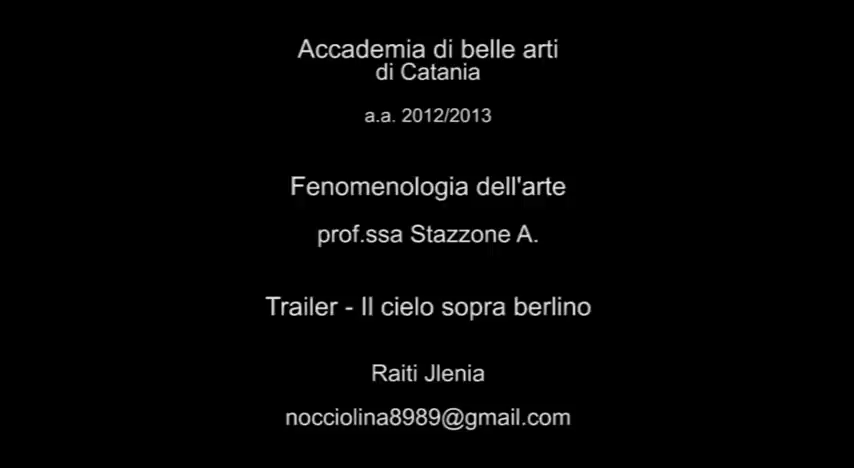 Accademia di belle arti
di Catania
a.a. 2012/2013
Fenomenologia dell'arte
prof.ssa Stazzone A.
Trailer - Il cielo sopra berlino
Raiti Jlenia
nocciolina8989@gmail.com